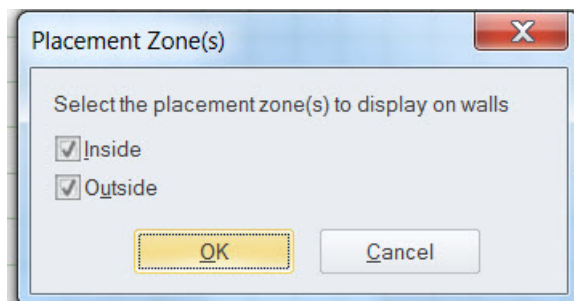 Placement Zone(s)
Select the placement zone(s) to display on walls
Inside
Outside
OK
Cancel